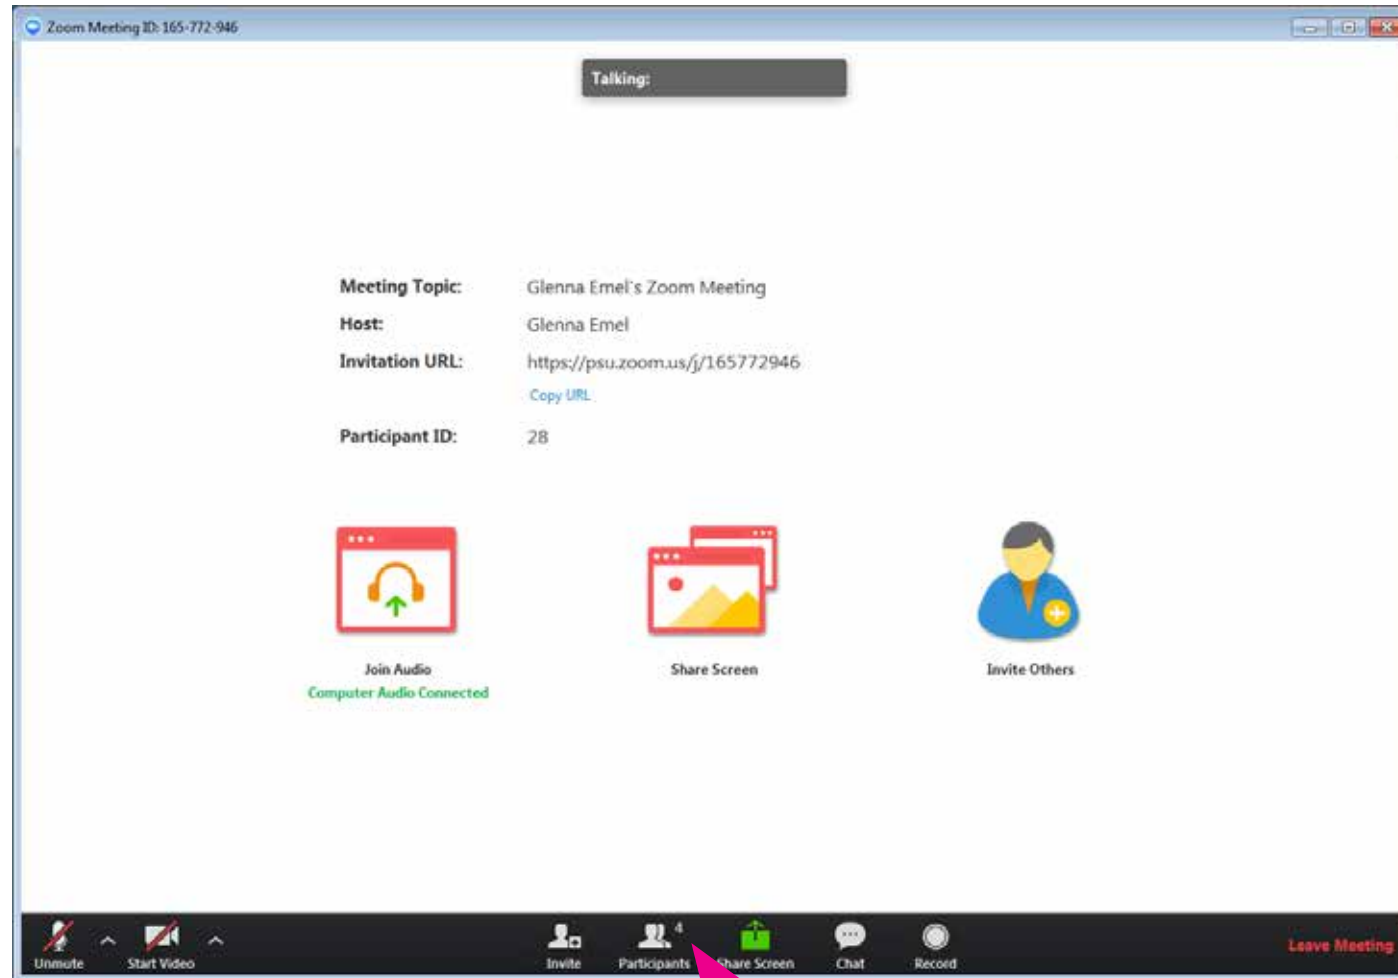 Zoom Meeting ID: 165-772-946
Talking:
Meeting Topic: Glenna Emel`s Zoom Meeting
Host: Glenna Emel
Invitation URL: https://psu.zoom.us/j/165772946
Copy URL
Participant ID: 28
Join Audio Share Screen Invite Others
Computer Audio Connected
4
Unmute Start Video Invite Participants Share Screen Chat Record Leave Meeting